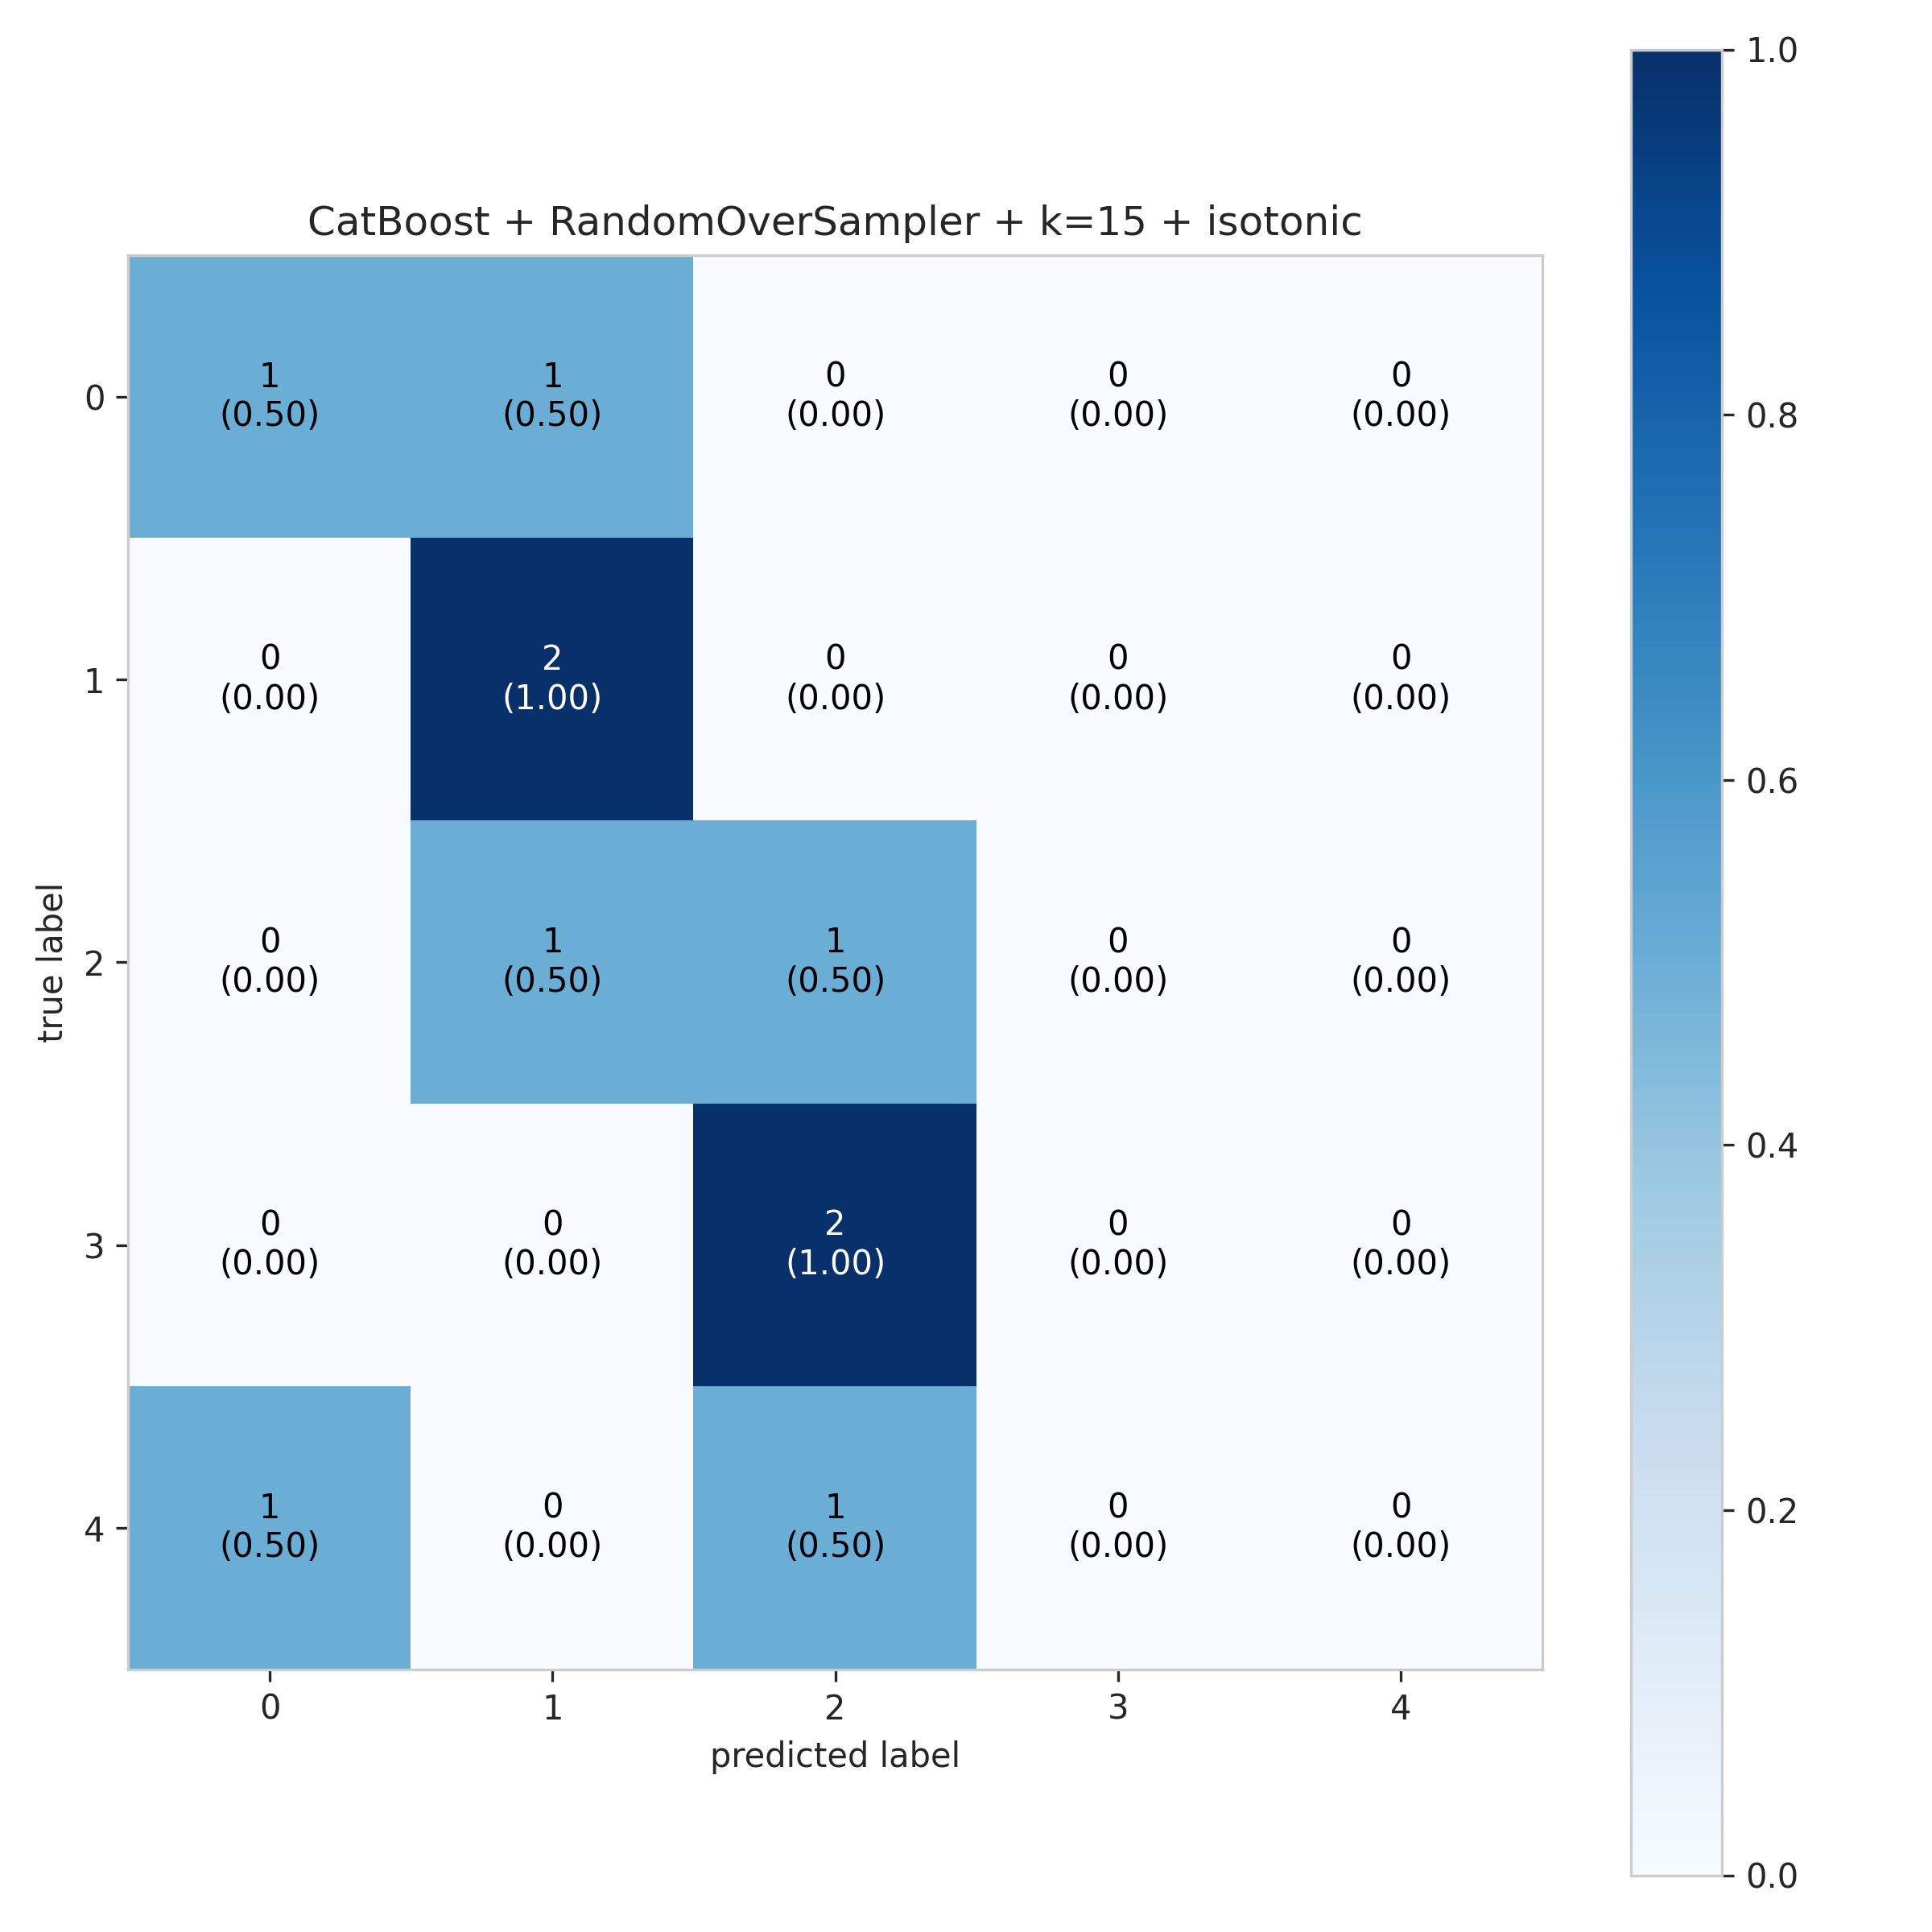 CatBoost + RandomOverSampler + k=15 + isotonic
true label
0
1 1 0 0 0
(0.50) (0.50) (0.00) (0.00) (0.00)
1
0 2 0 0 0
(0.00) (1.00) (0.00) (0.00) (0.00)
2
0 1 1 0 0
(0.00) (0.50) (0.50) (0.00) (0.00)
3
0 0 2 0 0
(0.00) (0.00) (1.00) (0.00) (0.00)
4
1 0 1 0 0
(0.50) (0.00) (0.50) (0.00) (0.00)
0 1 2 3 4
predicted label
1.0
0.8
0.6
0.4
0.2
0.0